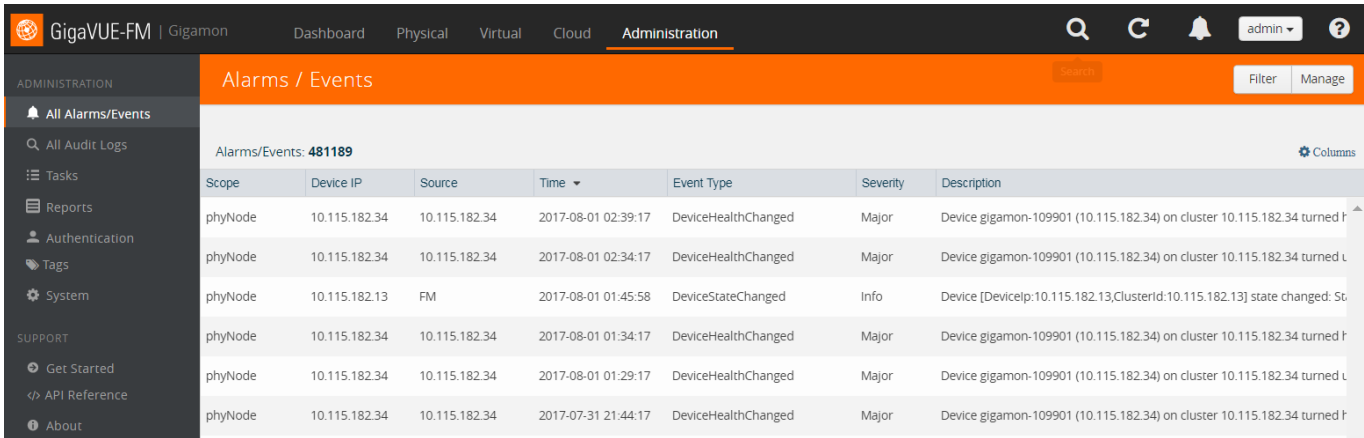 GigaVUE-FM | Gigamon Dashboard Physical Virtual Cloud Administration admin
ADMINISTRATION
All Alarms/Events
All Audit Logs
Tasks
Reports
Authentication
Tags
System
SUPPORT
Get Started
</> API Reference
About
Alarms / Events Search Filter Manage
Alarms/Events: 481189 Columns
Scope Device IP Source Time Event Type Severity Description
phyNode 10.115.182.34 10.115.182.34 2017-08-01 02:39:17 DeviceHealthChanged Major Device gigamon-109901 (10.115.182.34) on cluster 10.115.182.34 turned
phyNode 10.115.182.34 10.115.182.34 2017-08-01 02:34:17 DeviceHealthChanged Major Device gigamon-109901 (10.115.182.34) on cluster 10.115.182.34 turned
phyNode 10.115.182.13 FM 2017-08-01 01:45:58 DeviceStateChanged Info Device [DeviceIp:10.115.182.13,ClusterId:10.115.182.13] state changed:
phyNode 10.115.182.34 10.115.182.34 2017-08-01 01:34:17 DeviceHealthChanged Major Device gigamon-109901 (10.115.182.34) on cluster 10.115.182.34 turned
phyNode 10.115.182.34 10.115.182.34 2017-08-01 01:29:17 DeviceHealthChanged Major Device gigamon-109901 (10.115.182.34) on cluster 10.115.182.34 turned
phyNode 10.115.182.34 10.115.182.34 2017-07-31 21:44:17 DeviceHealthChanged Major Device gigamon-109901 (10.115.182.34) on cluster 10.115.182.34 turned